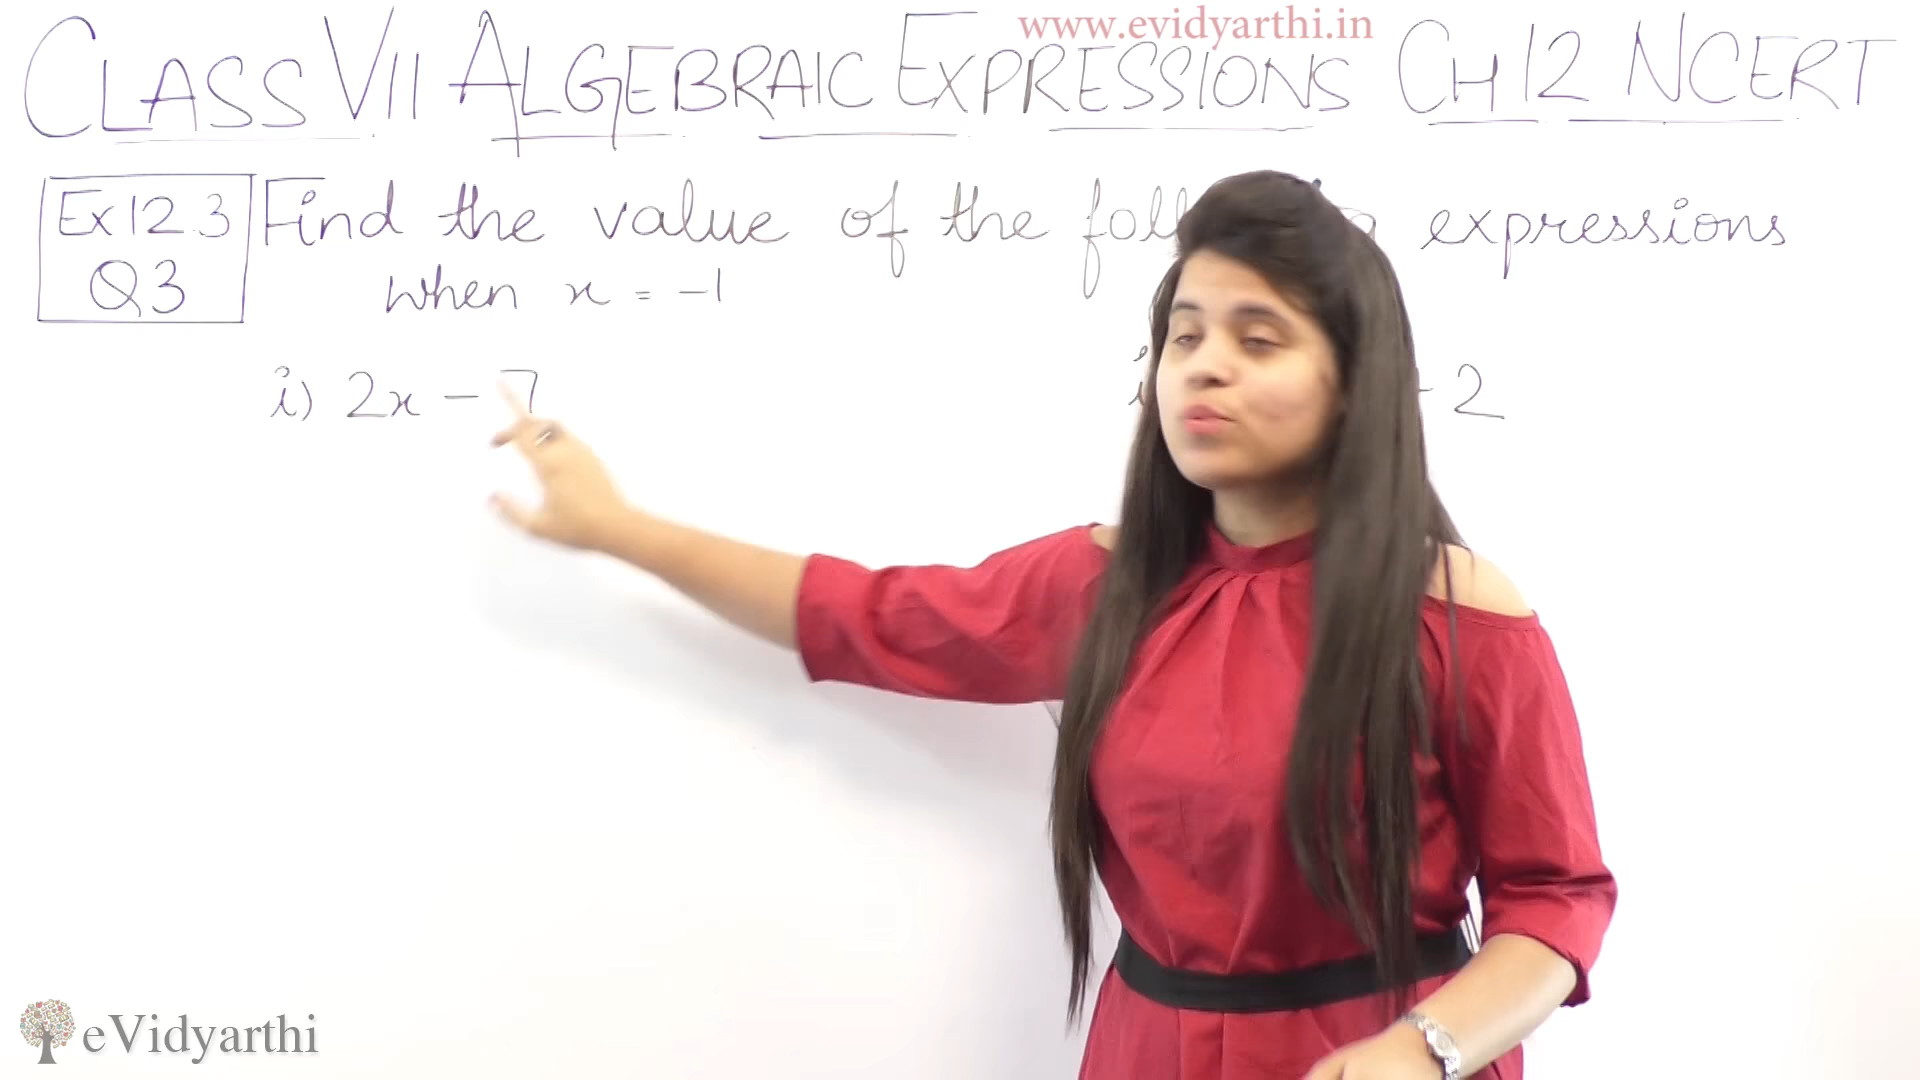 www.evidyarthi.in
CLASS VII ALGEBRAIC EXPRESSIONS CH 12 NCERT
Ex 12.3 Find the value of the expressions
Q3 when x = -1
i) 2x - 7
- 2
eVidyarthi